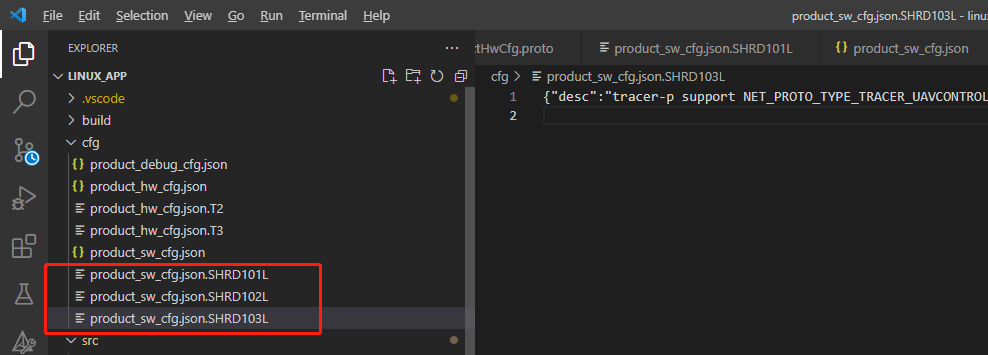 File Edit Selection View Go Run Terminal Help
product_sw_cfg.json.SHRD103L - linux
EXPLORER
LINUX_APP
.vscode
build
cfg
product_debug_cfg.json
product_hw_cfg.json
product_hw_cfg.json.T2
product_hw_cfg.json.T3
product_sw_cfg.json
product_sw_cfg.json.SHRD101L
product_sw_cfg.json.SHRD102L
product_sw_cfg.json.SHRD103L
src
tHwCfg.proto
product_sw_cfg.json.SHRD101L
product_sw_cfg.json
cfg > product_sw_cfg.json.SHRD103L
1 {"desc":"tracer-p support NET_PROTO_TYPE_TRACER_UAVCONTROL
2